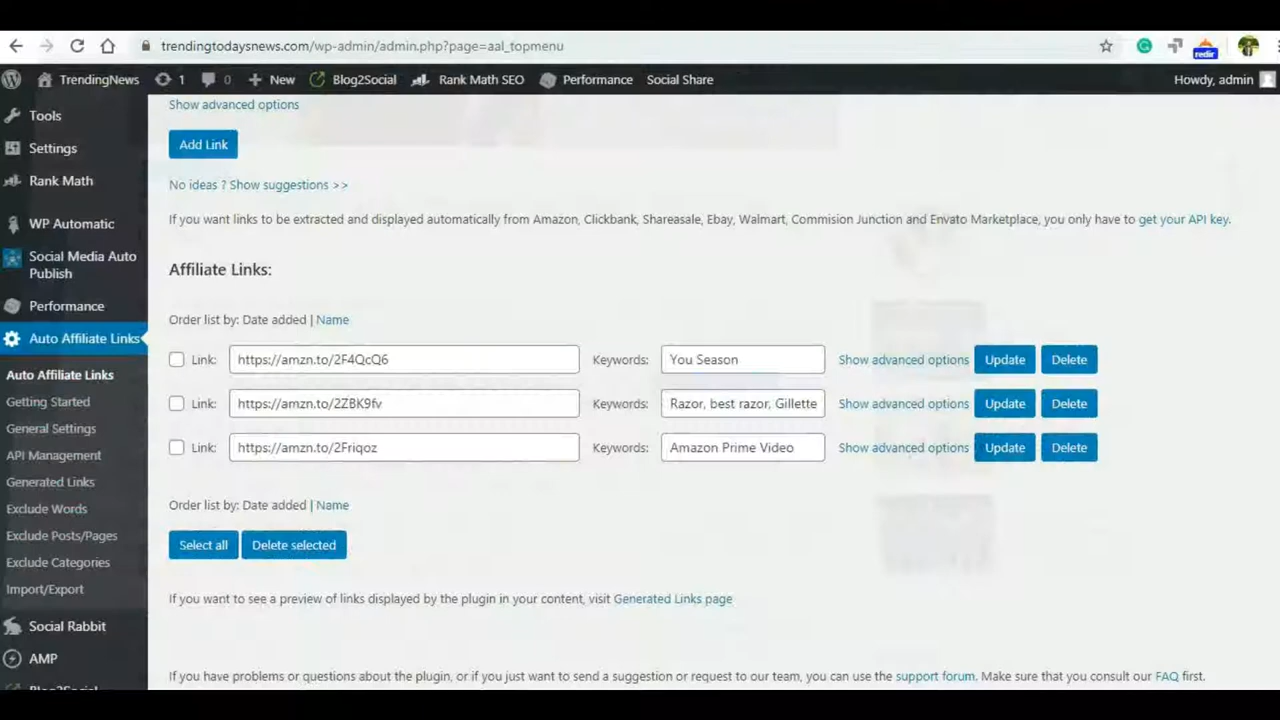 trendingtodaysnews.com/wp-admin/admin.php?page=aal_topmenu
redir
TrendingNews 1 0 New Blog2Social Rank Math SEO Performance Social Share Howdy, admin
Tools
Settings
Rank Math
WP Automatic
Social Media Auto
Publish
Performance
Auto Affiliate Links
Auto Affiliate Links
Getting Started
General Settings
API Management
Generated Links
Exclude Words
Exclude Posts/Pages
Exclude Categories
Import/Export
Social Rabbit
AMP
Blog2Social
Show advanced options
Add Link
No ideas ? Show suggestions > >
If you want links to be extracted and displayed automatically from Amazon, Clickbank, Shareasale, Ebay, Walmart, Commision Junction and Envato Marketplace, you only have to get your API key.
Affiliate Links:
Order list by: Date added | Name
Link: https://amzn.to/2F4QcQ6 Keywords: You Season Show advanced options Update Delete
Link: https://amzn.to/2ZBK9fv Keywords: Razor, best razor, Gillette Show advanced options Update Delete
Link: https://amzn.to/2Friqoz Keywords: Amazon Prime Video Show advanced options Update Delete
Order list by: Date added | Name
Select all Delete selected
If you want to see a preview of links displayed by the plugin in your content, visit Generated Links page
If you have problems or questions about the plugin, or if you just want to send a suggestion or request to our team, you can use the support forum. Make sure that you consult our FAQ first.